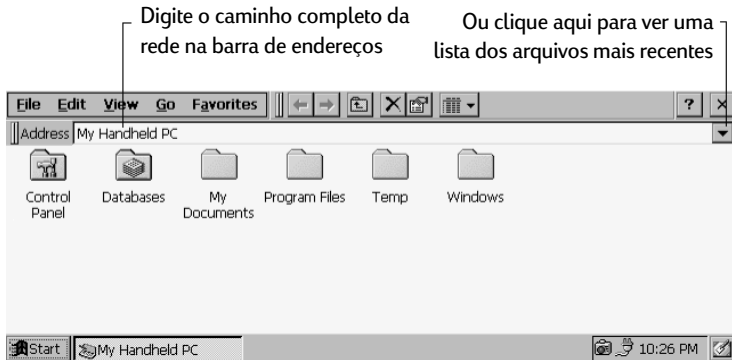 Digite o caminho completo da
rede na barra de endereços
Ou clique aqui para ver uma
lista dos arquivos mais recentes
File Edit View Go Favorites ? ×
Address My Handheld PC
Control
Panel
Databases
My
Documents
Program Files
Temp
Windows
Start My Handheld PC 10:26 PM